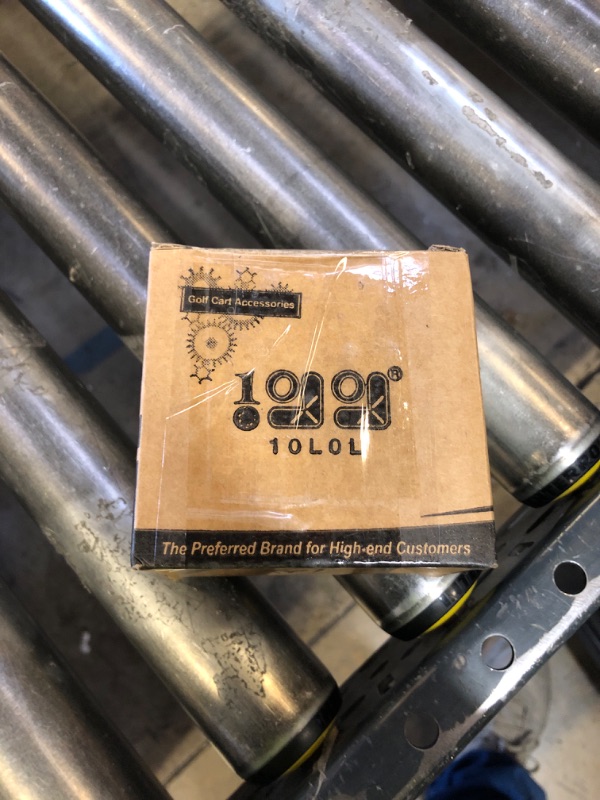 Golf Cart Accessories
10L0L
The Preferred Brand for High-end Customers